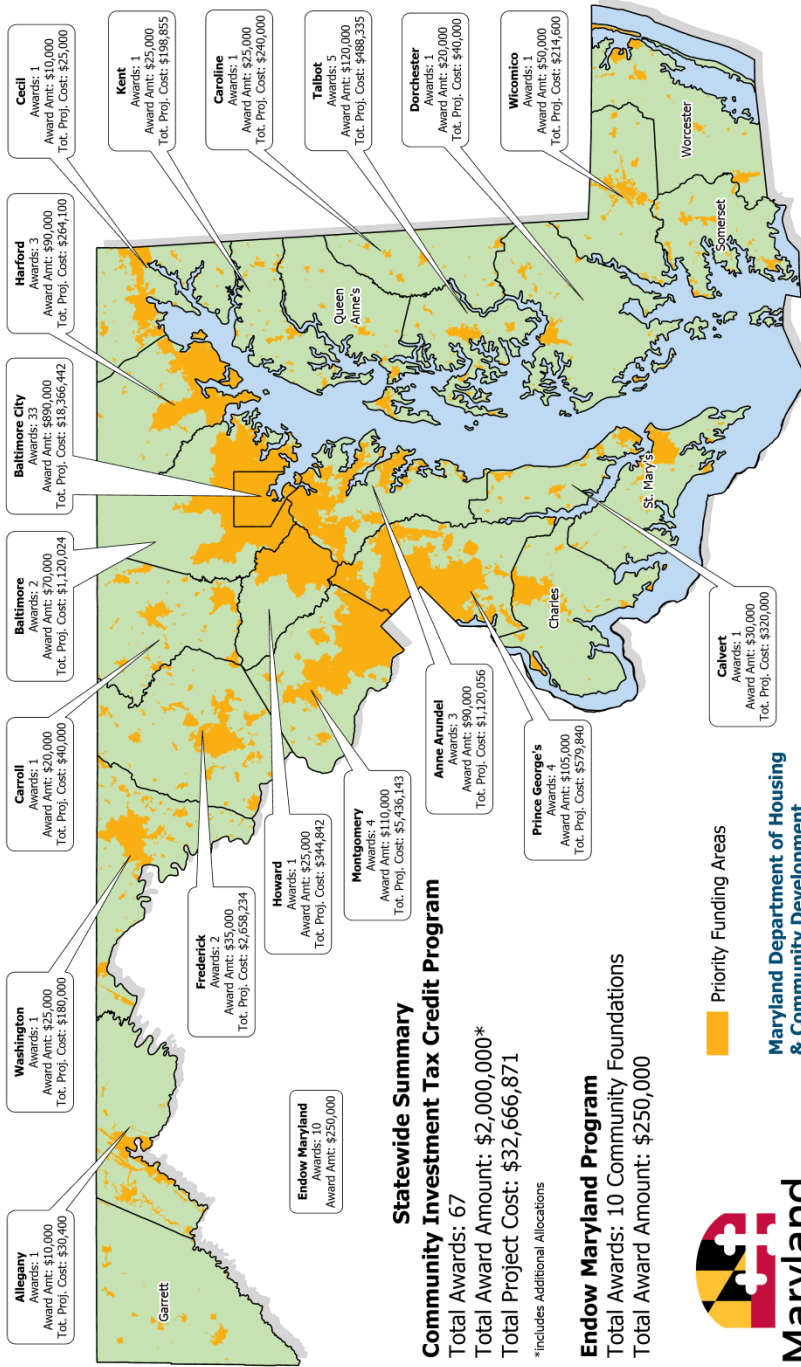 Allegany
Awards: 1
Award Amt: $10,000
Tot. Proj. Cost: $30,400
Washington
Awards: 1
Award Amt: $25,000
Tot. Proj. Cost: $180,000
Carroll
Awards: 1
Award Amt: $20,000
Tot. Proj. Cost: $40,000
Baltimore
Awards: 2
Award Amt: $70,000
Tot. Proj. Cost: $1,120,024
Baltimore City
Awards: 33
Award Amt: $890,000
Tot. Proj. Cost: $18,366,442
Harford
Awards: 3
Award Amt: $90,000
Tot. Proj. Cost: $264,100
Cecil
Awards: 1
Award Amt: $10,000
Tot. Proj. Cost: $25,000
Kent
Awards: 1
Award Amt: $25,000
Tot. Proj. Cost: $198,855
Caroline
Awards: 1
Award Amt: $25,000
Tot. Proj. Cost: $240,000
Talbot
Awards: 5
Award Amt: $120,000
Tot. Proj. Cost: $488,335
Dorchester
Awards: 1
Award Amt: $20,000
Tot. Proj. Cost: $40,000
Wicomico
Awards: 1
Award Amt: $50,000
Tot. Proj. Cost: $214,600
Garrett
Queen
Anne's
Worcester
Somerset
St. Mary's
Charles
Frederick
Awards: 2
Award Amt: $35,000
Tot. Proj. Cost: $2,658,234
Howard
Awards: 1
Award Amt: $25,000
Tot. Proj. Cost: $344,842
Montgomery
Awards: 4
Award Amt: $110,000
Tot. Proj. Cost: $5,436,143
Anne Arundel
Awards: 3
Award Amt: $90,000
Tot. Proj. Cost: $1,120,056
Prince George's
Awards: 4
Award Amt: $105,000
Tot. Proj. Cost: $579,840
Calvert
Awards: 1
Award Amt: $30,000
Tot. Proj. Cost: $320,000
Endow Maryland
Awards: 10
Award Amt: $250,000
Statewide Summary
Community Investment Tax Credit Program
Total Awards: 67
Total Award Amount: $2,000,000*
Total Project Cost: $32,666,871
*includes Additional Allocations
Endow Maryland Program
Total Awards: 10 Community Foundations
Total Award Amount: $250,000
Priority Funding Areas
Maryland
Maryland Department of Housing
& Community Development